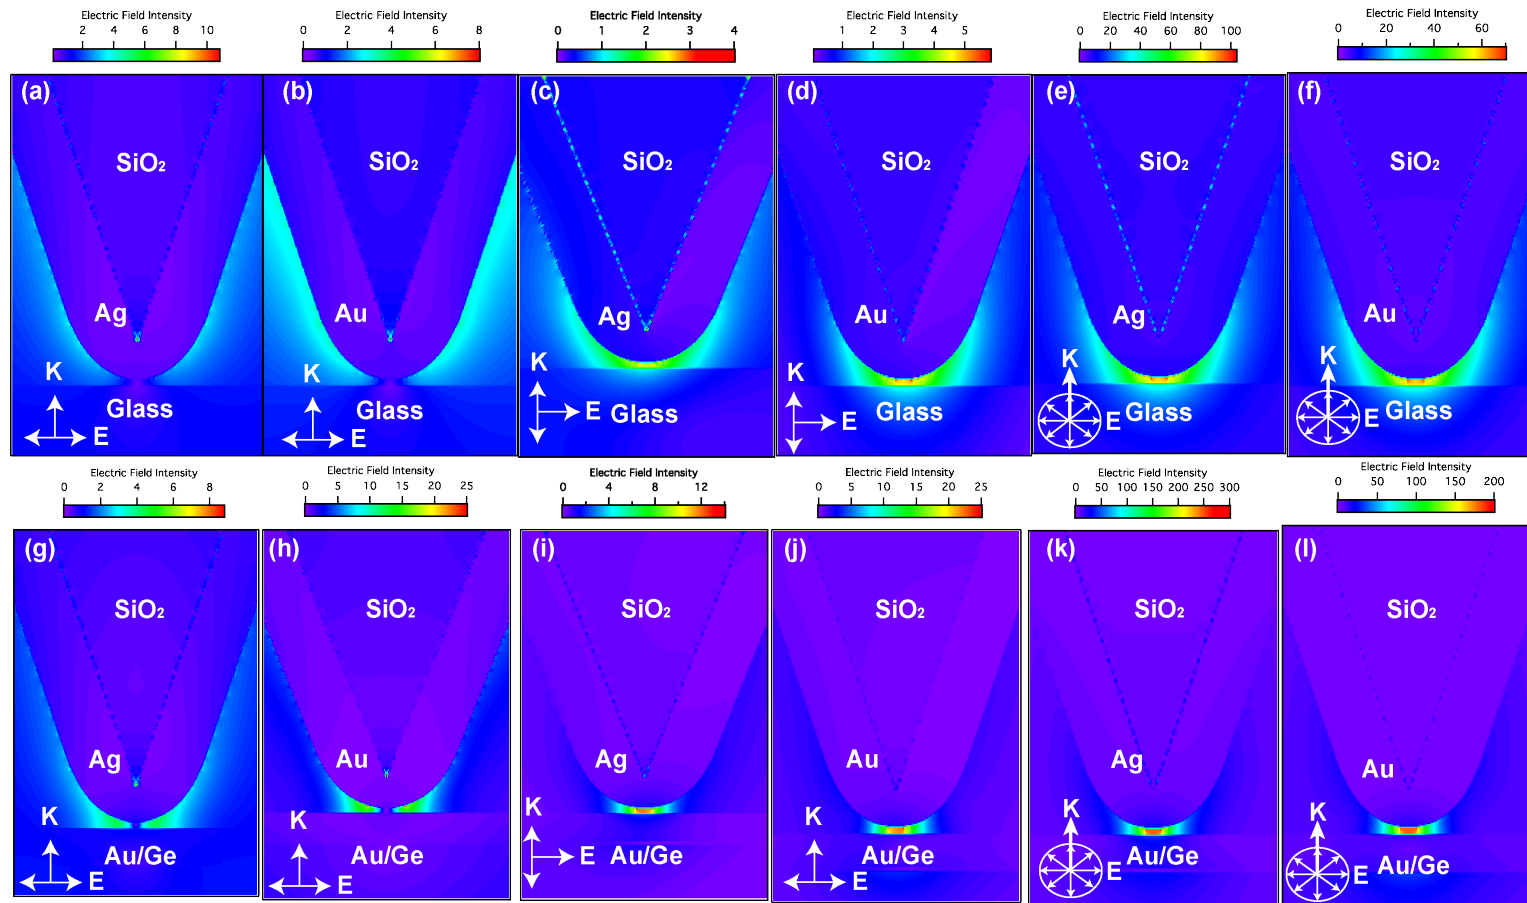 Electric Field Intensity
2 6 10
(a)
SiO2
Ag
K
E
Glass
Electric Field Intensity
0 2 4 6 8
(b)
SiO2
Au
K
E
Glass
Electric Field Intensity
0 1 2 3 4
(c)
SiO2
Ag
K
E
Glass
Electric Field Intensity
1 3 5
(d)
SiO2
Au
K
E
Glass
Electric Field Intensity
0 20 40 60 80 100
(e)
SiO2
Ag
K
E
Glass
Electric Field Intensity
0 20 40 60
(f)
SiO2
Au
K
E
Glass
Electric Field Intensity
0 2 4 6 8
(g)
SiO2
Ag
K
E
Au/Ge
Electric Field Intensity
0 5 10 15 20 25
(h)
SiO2
Au
K
E
Au/Ge
Electric Field Intensity
0 4 8 12
(i)
SiO2
Ag
K
E
Au/Ge
Electric Field Intensity
0 5 10 15 20 25
(j)
SiO2
Au
K
E
Au/Ge
Electric Field Intensity
0 50 100 150 200 250 300
(k)
SiO2
Ag
K
E
Au/Ge
Electric Field Intensity
0 50 100 150 200
(l)
SiO2
Au
K
E
Au/Ge